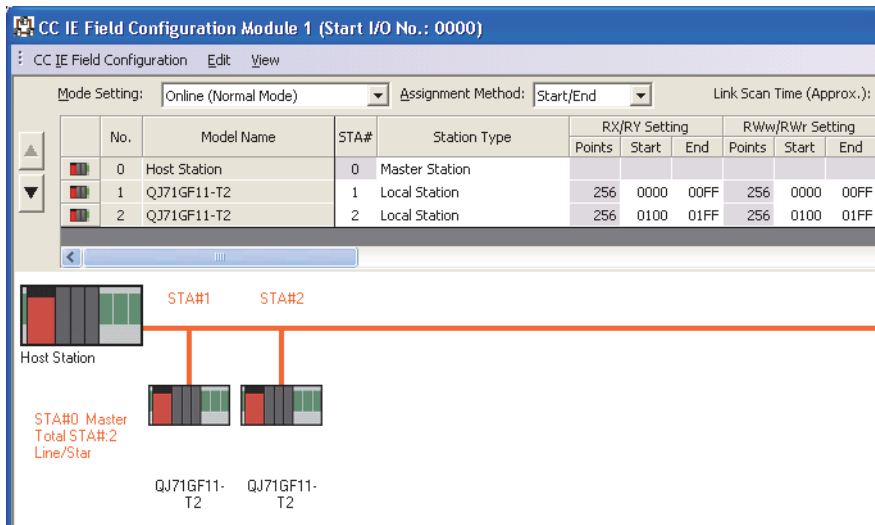 CC IE Field Configuration Module 1 (Start I/O No.: 0000)
CC IE Field Configuration Edit View
Mode Setting: Online (Normal Mode) Assignment Method: Start/End Link Scan Time (Approx.):
No. Model Name STA# Station Type RX/RY Setting RWw/RWr Setting
Points Start End Points Start End
0 Host Station 0 Master Station
1 QJ71GF11-T2 1 Local Station 256 0000 00FF 256 0000 00FF
2 QJ71GF11-T2 2 Local Station 256 0100 01FF 256 0100 01FF
STA#1 STA#2
Host Station
STA#0 Master
Total STA#:2
Line/Star
QJ71GF11-
T2
QJ71GF11-
T2